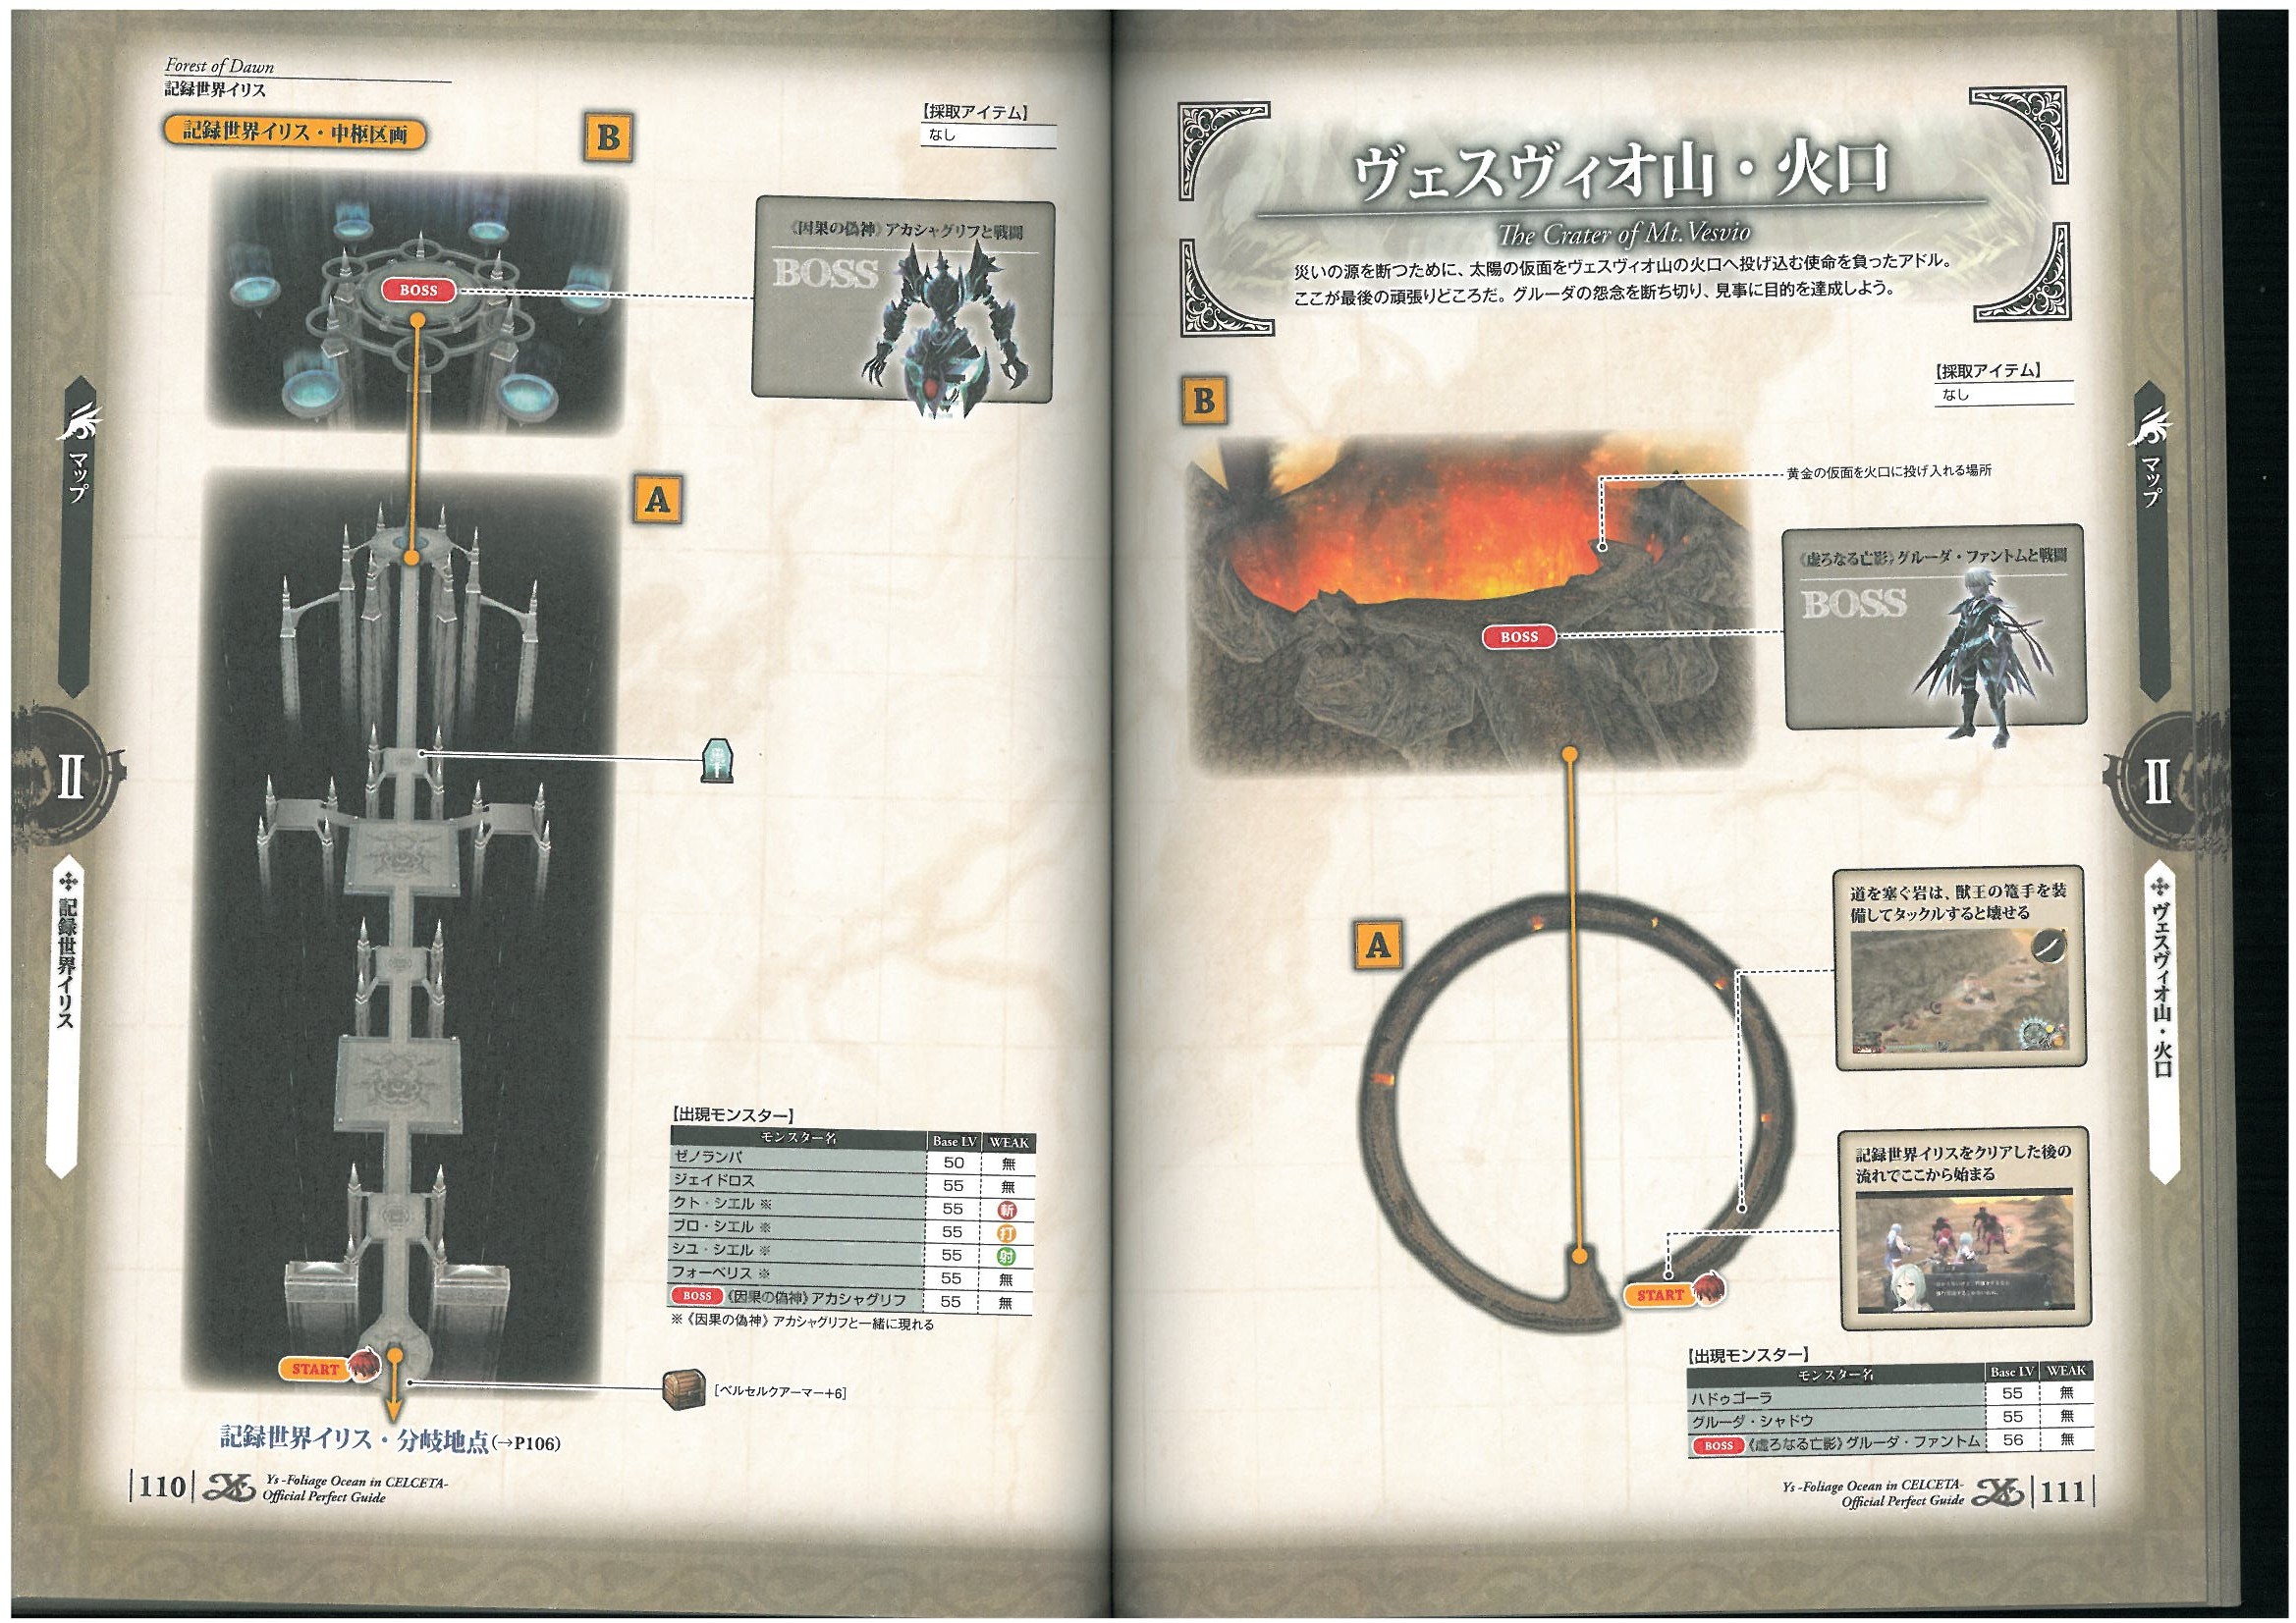 Forest of Dawn
記録世界イリス
記録世界イリス・中枢区画
B
【採取アイテム】
なし
《因果の偽神》アカシャグリフと戦闘
BOSS
BOSS
A
【出現モンスター】
モンスター名 Base LV WEAK
ゼノランパ 50 無
ジェイドロス 55 無
クト・シエル ※ 55 斬
プロ・シエル ※ 55 打
シユ・シエル ※ 55 射
フォーベリス ※ 55 無
BOSS 《因果の偽神》アカシャグリフ 55 無
※《因果の偽神》アカシャグリフと一緒に現れる
START
[ベルセルクアーマー+6]
記録世界イリス・分岐地点(→P106)
110
Ys
Ys -Foliage Ocean in CELCETA-
Official Perfect Guide
マップ
II
記録世界イリス
ヴェスヴィオ山・火口
The Crater of Mt. Vesvio
災いの源を断つために、太陽の仮面をヴェスヴィオ山の火口へ投げ込む使命を負ったアドル。
ここが最後の頑張りどころだ。グルーダの怨念を断ち切り、見事に目的を達成しよう。
【採取アイテム】
なし
B
黄金の仮面を火口に投げ入れる場所
《虚ろなる亡影》グルーダ・ファントムと戦闘
BOSS
BOSS
A
道を塞ぐ岩は、獣王の篭手を装
備してタックルすると壊せる
記録世界イリスをクリアした後の
流れでここから始まる
START
【出現モンスター】
モンスター名 Base LV WEAK
ハドゥゴーラ 55 無
グルーダ・シャドウ 55 無
BOSS 《虚ろなる亡影》グルーダ・ファントム 56 無
Ys -Foliage Ocean in CELCETA-
Official Perfect Guide
Ys
111
マップ
II
ヴェスヴィオ山・火口